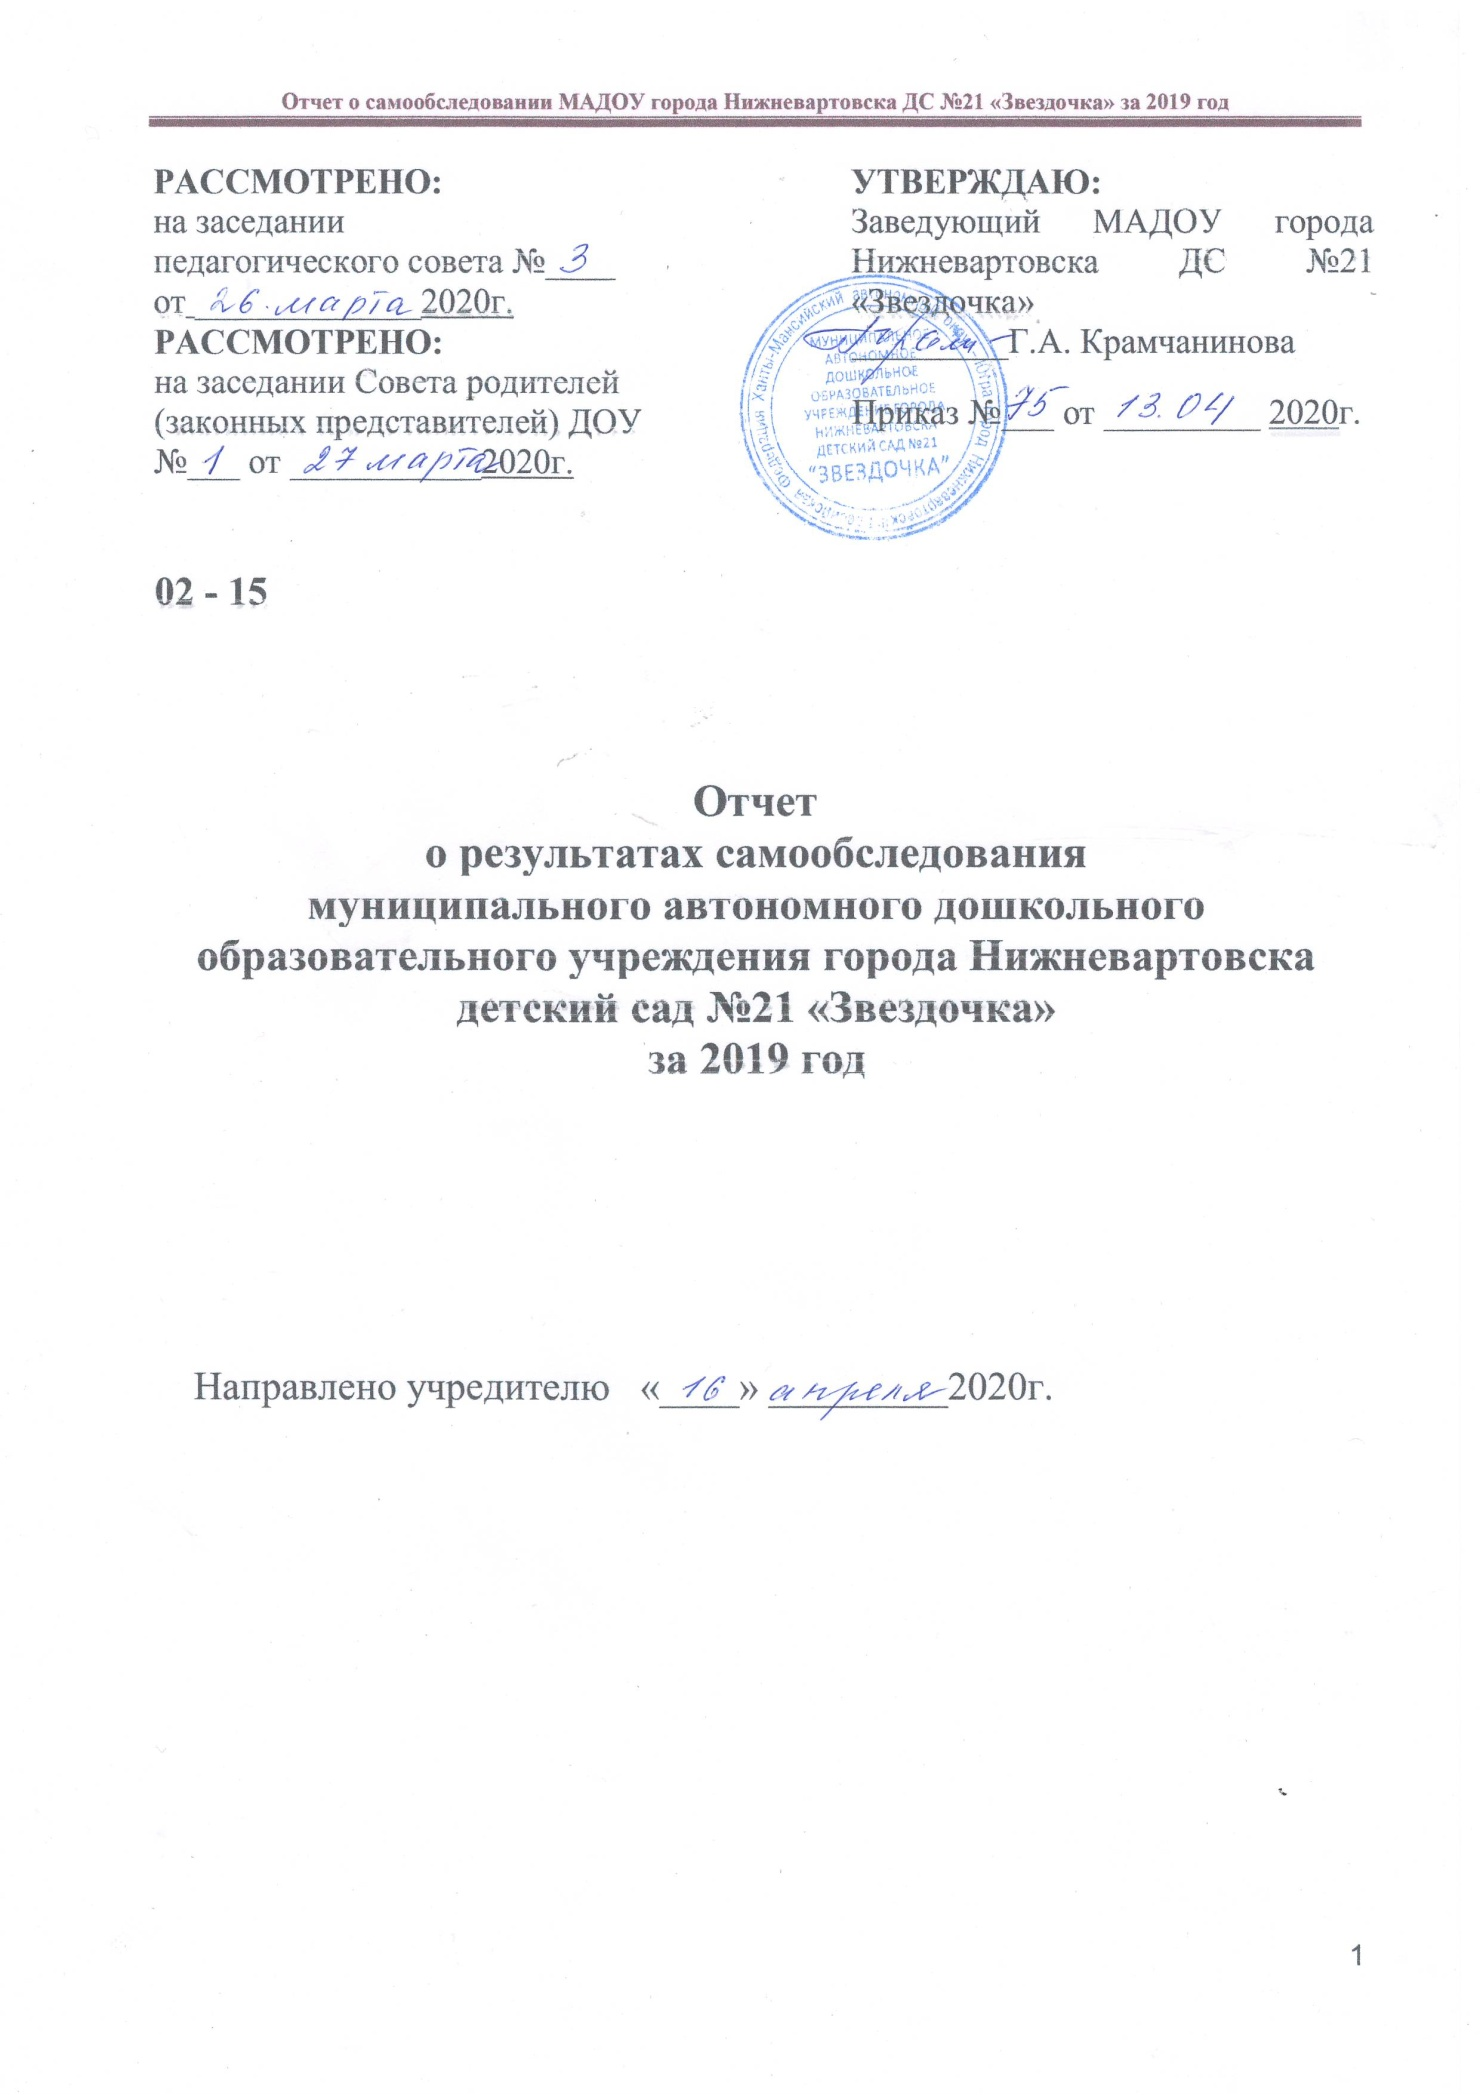 Отчет о самообследовании МАДОУ города Нижневартовска ДС №21 «Звездочка» за 2019 год
РАССМОТРЕНО:
на заседании
педагогического совета № 3
от 26. марта 2020г.
РАССМОТРЕНО:
на заседании Совета родителей
(законных представителей) ДОУ
№ 1 от 27 марта 2020г.
УТВЕРЖДАЮ:
Заведующий МАДОУ города
Нижневартовска ДС №21
«Звездочка»
Г.А. Крамчанинова
Приказ № 75 от 13.04 2020г.
МУНИЦИПАЛЬНОЕ
АВТОНОМНОЕ
ДОШКОЛЬНОЕ
ОБРАЗОВАТЕЛЬНОЕ
УЧРЕЖДЕНИЕ ГОРОДА
НИЖНЕВАРТОВСКА
ДЕТСКИЙ САД №21
"ЗВЕЗДОЧКА"
02 - 15
Отчет
о результатах самообследования
муниципального автономного дошкольного
образовательного учреждения города Нижневартовска
детский сад №21 «Звездочка»
за 2019 год
Направлено учредителю « 16 » апреля 2020г.
1